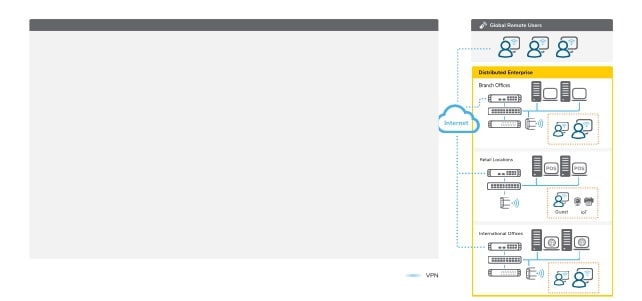 Global Remote Users
Distributed Enterprise
Branch Offices
Internet
Retail Locations
POS POS
Guest IoT
International Offices
VPN